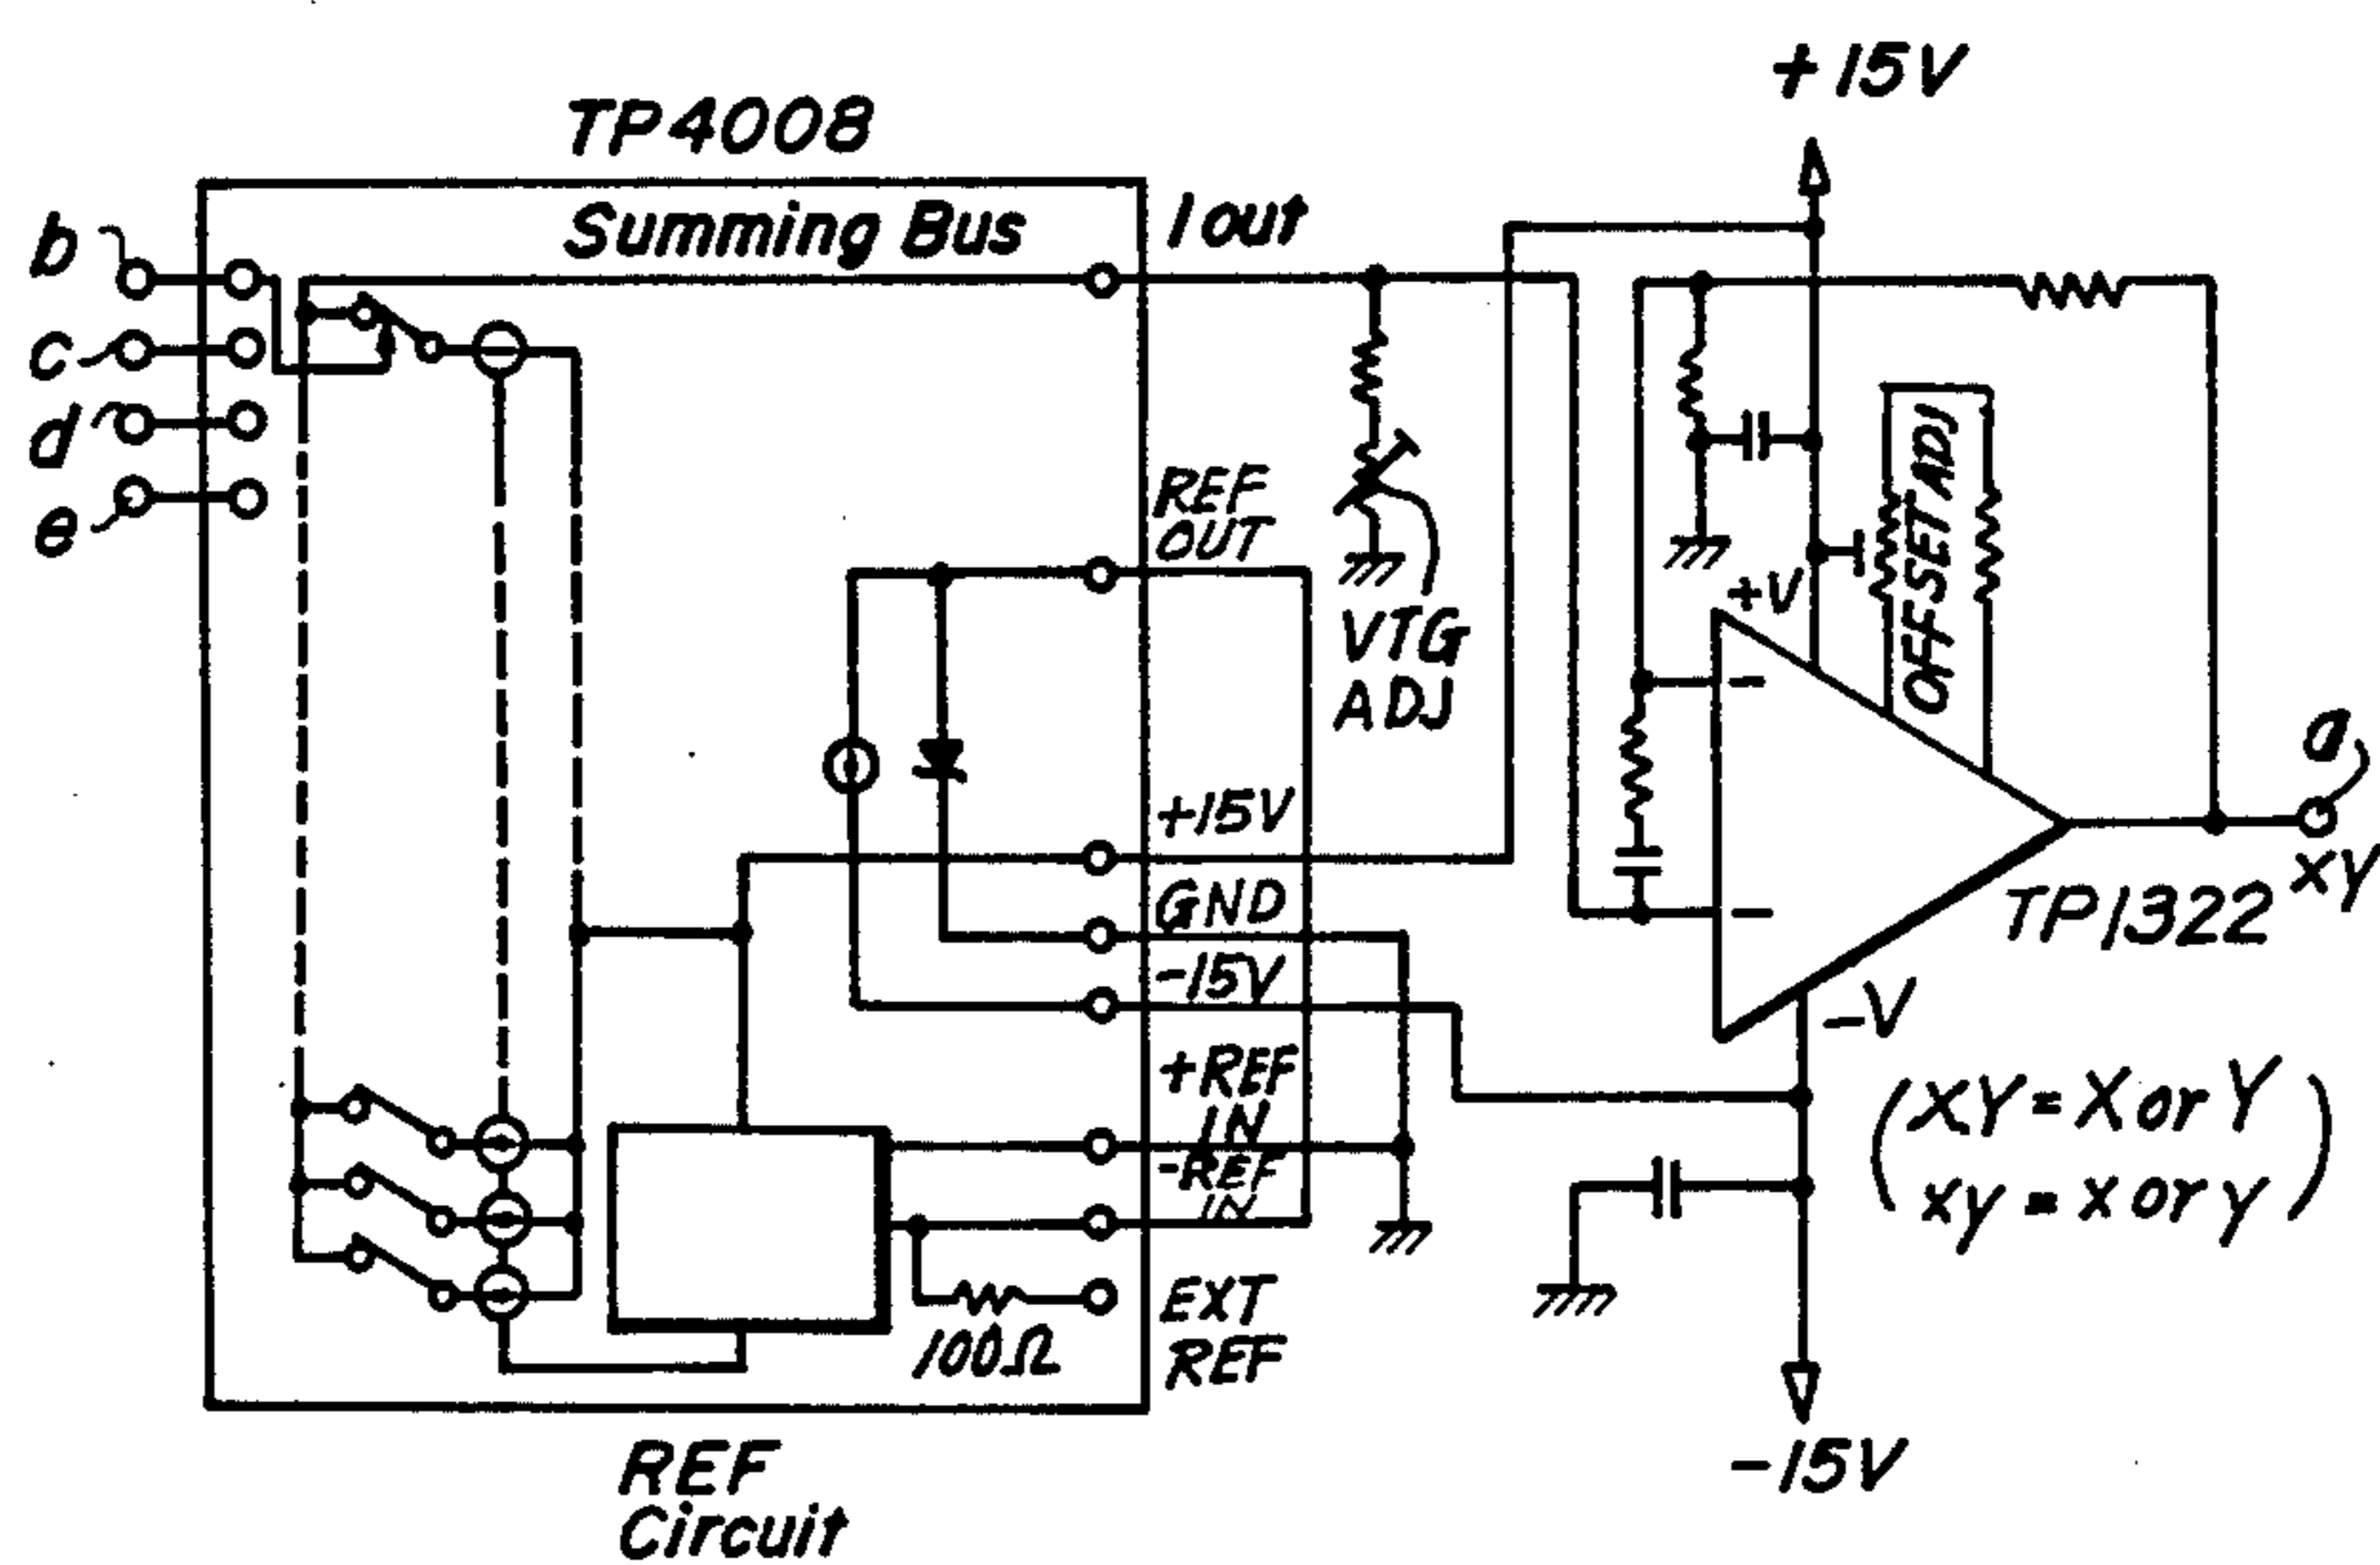 +15V
TP4008
Summing Bus
I out
b
c
d
e
REF
OUT
VTG
ADJ
OFFSET ADJ
+V
-
-
a
xy
TP1322
+15V
GND
-15V
-V
+REF
IN
-REF
IN
(XY = X or Y
xy = x or y)
100Ω
EXT
REF
-15V
REF
Circuit